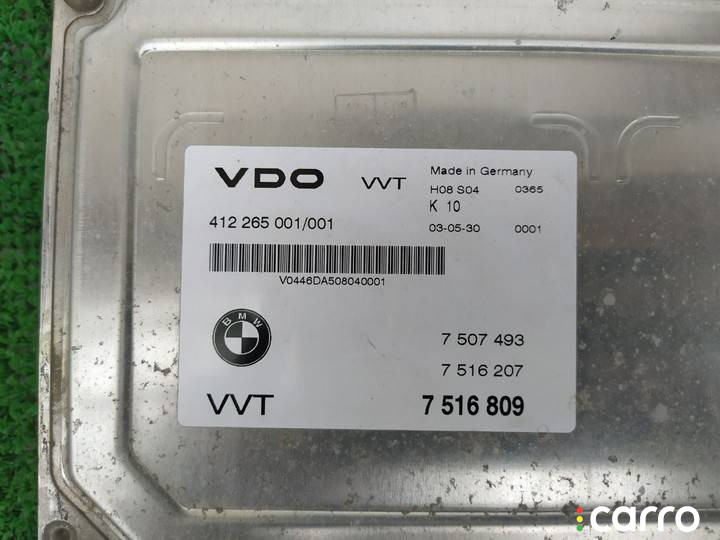 VDO VVT Made in Germany
H08 S04 0365
K 10
412 265 001/001 03-05-30 0001
V0446DA508040001
BMW
7 507 493
7 516 207
VVT 7 516 809
carro